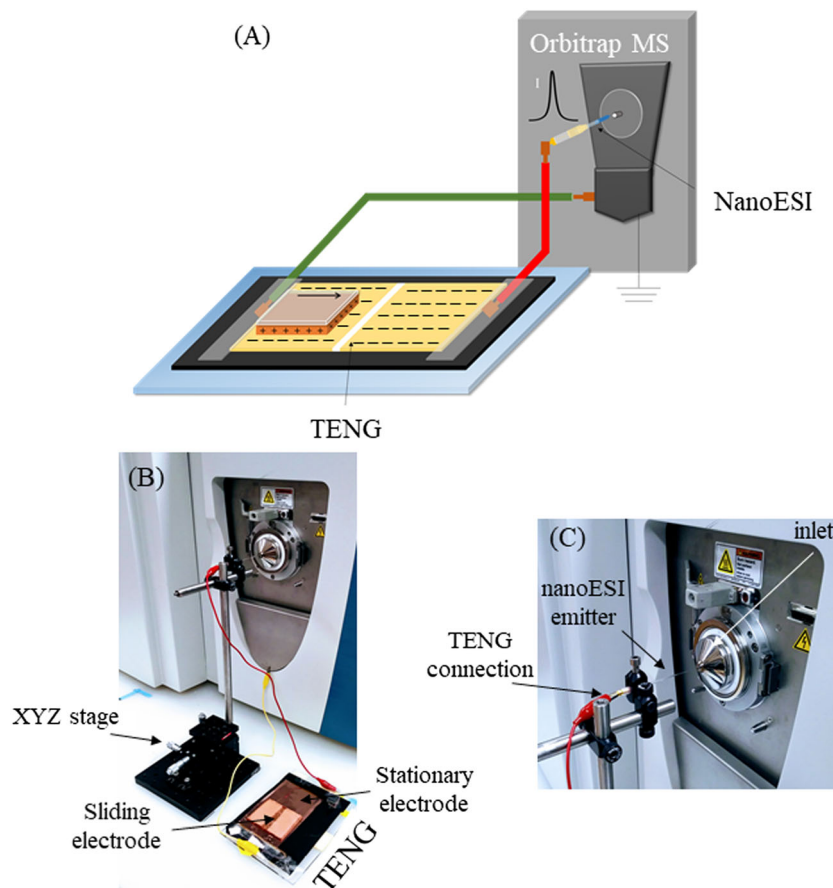 (A)
Orbitrap MS
I
NanoESI
TENG
(B)
XYZ stage
Sliding
electrode
Stationary
electrode
TENG
(C)
inlet
nanoESI
emitter
TENG
connection